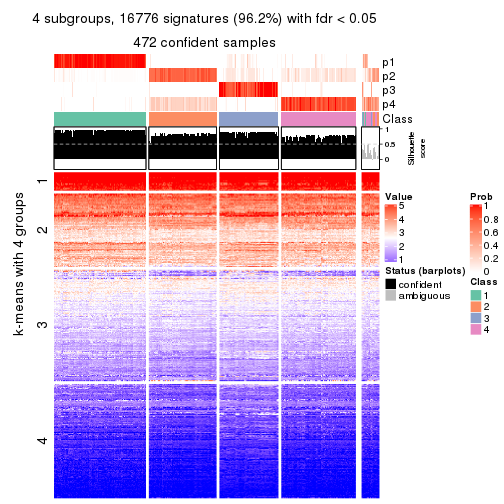 4 subgroups, 16776 signatures (96.2%) with fdr < 0.05
472 confident samples
p1
p2
p3
p4
Class
1
0.5
0
Silhouette
score
k-means with 4 groups
1
2
3
4
Value
5
4
3
2
1
Status (barplots)
confident
ambiguous
Prob
1
0.8
0.6
0.4
0.2
0
Class
1
2
3
4